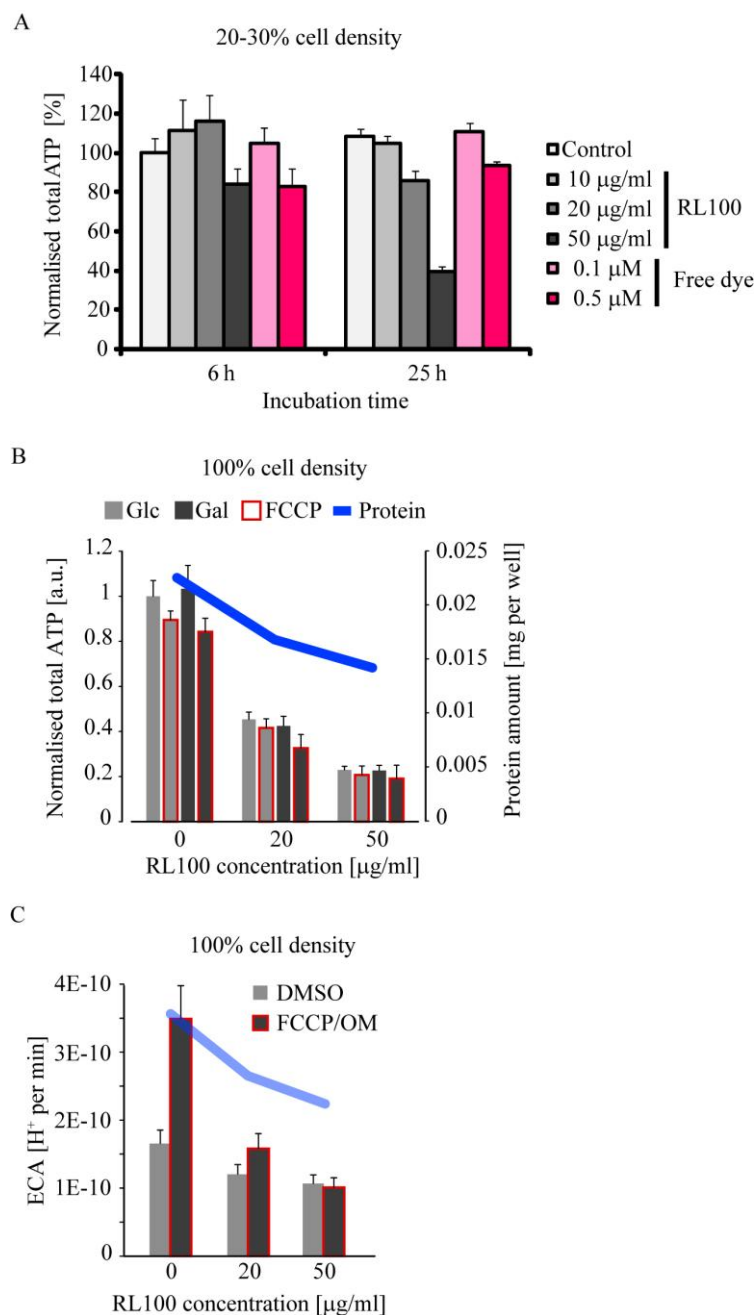 A
20-30% cell density
Normalised total ATP [%]
140
120
100
80
60
40
20
0
6 h
25 h
Incubation time
Control
10 μg/ml
20 μg/ml
50 μg/ml
RL100
0.1 μM
0.5 μM
Free dye
B
100% cell density
Glc Gal FCCP Protein
Normalised total ATP [a.u.]
1.2
1
0.8
0.6
0.4
0.2
0
0.025
0.02
0.015
0.01
0.005
0
Protein amount [mg per well]
0 20 50
RL100 concentration [μg/ml]
C
100% cell density
DMSO
FCCP/OM
ECA [H⁺ per min]
4E-10
3E-10
2E-10
1E-10
0
0 20 50
RL100 concentration [μg/ml]